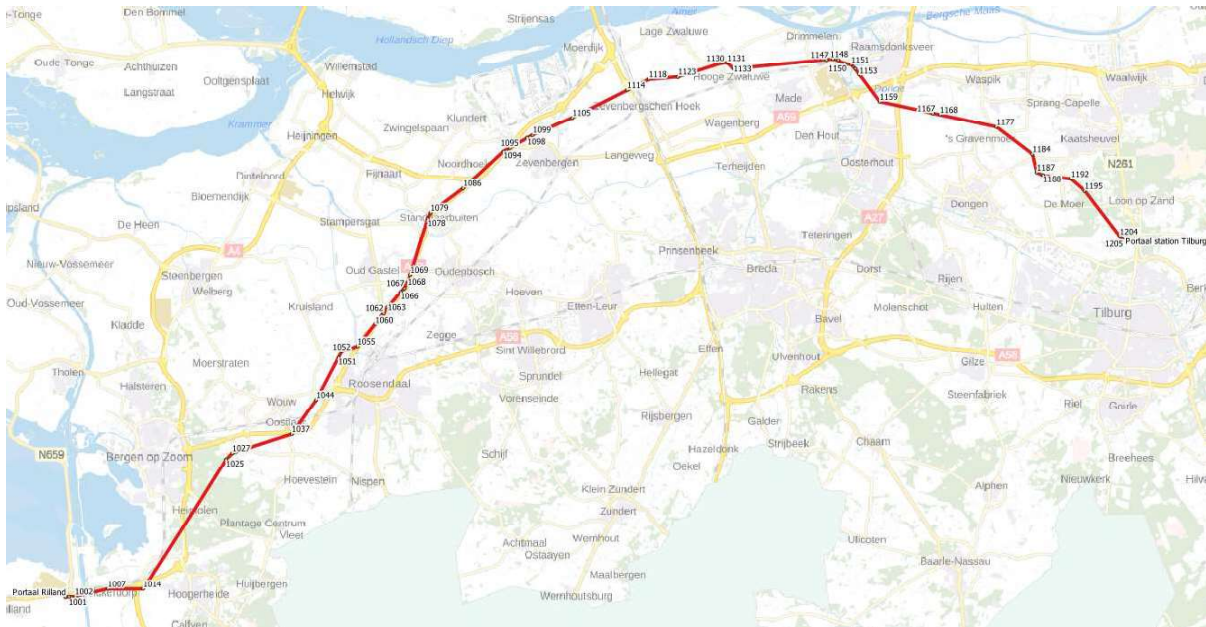 Den Bommel
Strijensas
Amer
Bergsche Maas
Hollandsch Diep
Lage Zwaluwe
Drimmelen
Moerdijk
Raamsdonksveer
Oude Tonge
Achthuizen
Willemstad
1130 1131
1147 1148
1151
Ooltgensplaat
1118 1123
1133
1150
1153
Waspik
Waalwijk
Langstraat
Helwijk
1114
Hooge Zwaluwe
Donge
1159
Made
Sprang-Capelle
Klundert
1105
Zevenbergschen Hoek
1167 1168
Krammer
Zwingelspaan
1099
Wagenberg
A59
1177
Heijningen
1095
1098
Den Hout
's Gravenmoer
Kaatsheuvel
1094
Zevenbergen
Langeweg
1184
Noordhoek
Terheijden
Oosterhout
N261
Dinteloord
Fijnaart
1086
1187
1188
1192
1195
Bloemendijk
De Moer
Loon op Zand
1079
Dongen
De Heen
Stampersgat
Standdaarbuiten
1078
A27
Teteringen
1204
1205
Portaal station Tilburg
A4
Prinsenbeek
Nieuw-Vossemeer
Steenbergen
Oud Gastel
1069
Oudenbosch
Breda
Dorst
Rijen
Welberg
1067
1068
Hoeven
1066
Oud-Vossemeer
Kruisland
1062
1063
Etten-Leur
Molenschot
Hulten
Tilburg
Kladde
1060
Bavel
Zegge
A58
1055
1052
Sint Willebrord
Effen
Ulvenhout
Gilze
A58
Moerstraten
1051
Tholen
Roosendaal
Sprundel
Hellegat
Halsteren
Wouw
1044
Vorenseinde
Rakens
Steenfabriek
Riel
Goirle
Rijsbergen
Galder
1037
Strijbeek
Chaam
N659
1027
Schijf
Hazeldonk
Breehees
Bergen op Zoom
1025
Hoevestein
Nispen
Oekel
Nieuwkerk
Klein Zundert
Alphen
Zundert
Plantage Centrum
Vleet
Achtmaal
Wernhout
Ulicoten
Ostaayen
Baarle-Nassau
Portaal Rilland
1002
1007
1014
Huijbergen
Maalbergen
1001
Hoogerheide
Wernhoutsburg